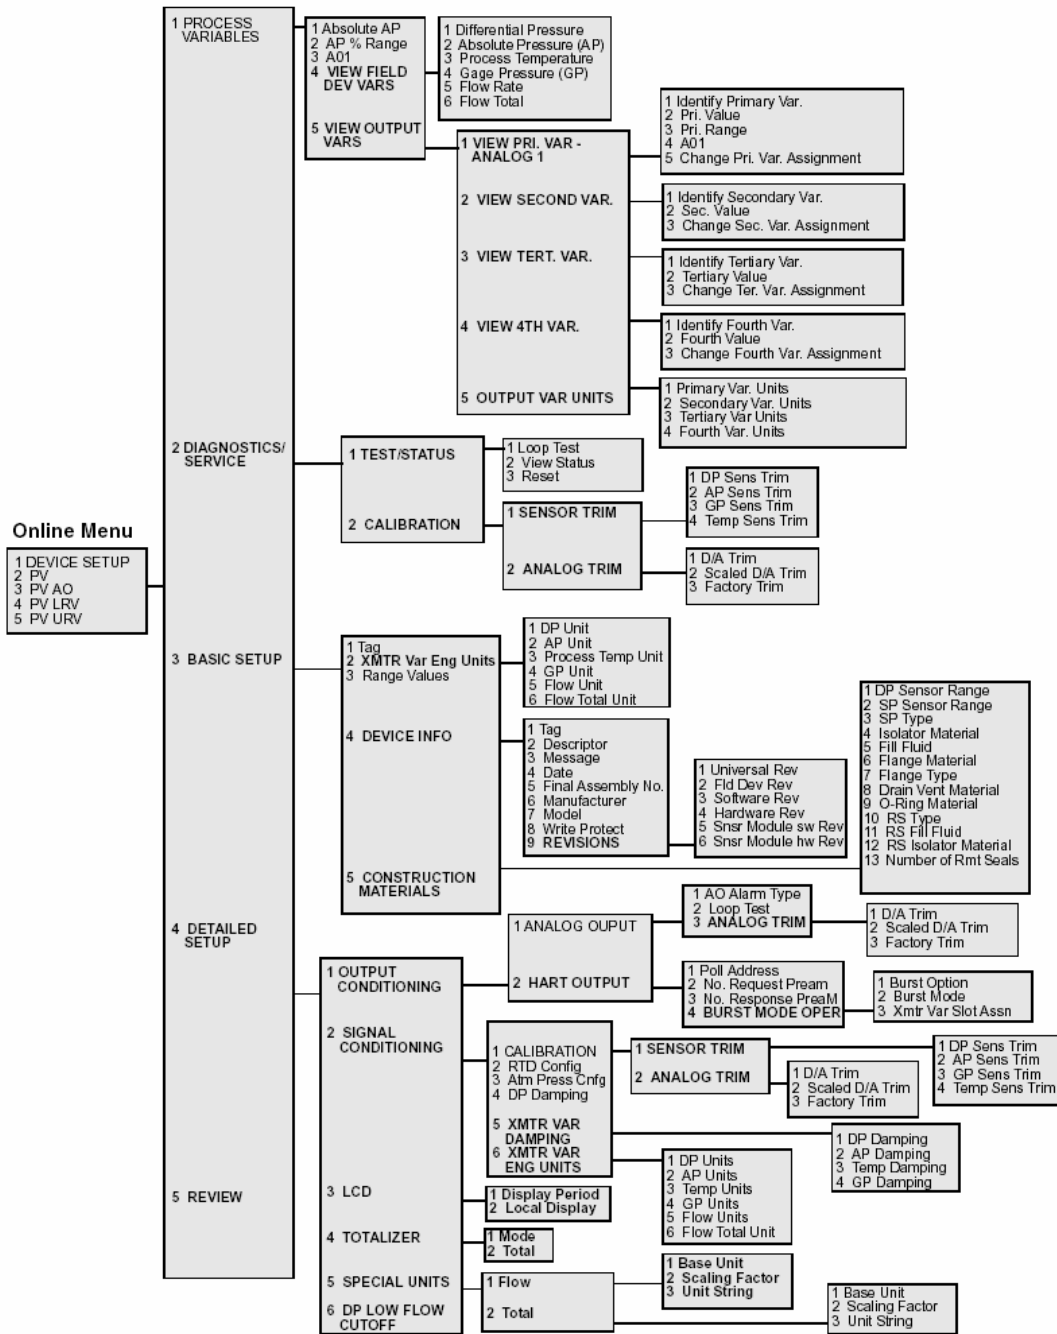 Online Menu
1 DEVICE SETUP
2 PV
3 PV AO
4 PV LRV
5 PV URV
1 PROCESS
VARIABLES
2 DIAGNOSTICS/
SERVICE
3 BASIC SETUP
4 DETAILED
SETUP
5 REVIEW
1 Absolute AP
2 AP % Range
3 A01
4 VIEW FIELD
DEV VARS
5 VIEW OUTPUT
VARS
1 Differential Pressure
2 Absolute Pressure (AP)
3 Process Temperature
4 Gage Pressure (GP)
5 Flow Rate
6 Flow Total
1 VIEW PRI. VAR -
ANALOG 1
2 VIEW SECOND VAR.
3 VIEW TERT. VAR.
4 VIEW 4TH VAR.
5 OUTPUT VAR UNITS
1 Identify Primary Var.
2 Pri. Value
3 Pri. Range
4 A01
5 Change Pri. Var. Assignment
1 Identify Secondary Var.
2 Sec. Value
3 Change Sec. Var. Assignment
1 Identify Tertiary Var.
2 Tertiary Value
3 Change Ter. Var. Assignment
1 Identify Fourth Var.
2 Fourth Value
3 Change Fourth Var. Assignment
1 Primary Var. Units
2 Secondary Var. Units
3 Tertiary Var Units
4 Fourth Var. Units
1 TEST/STATUS
2 CALIBRATION
1 Loop Test
2 View Status
3 Reset
1 SENSOR TRIM
2 ANALOG TRIM
1 DP Sens Trim
2 AP Sens Trim
3 GP Sens Trim
4 Temp Sens Trim
1 D/A Trim
2 Scaled D/A Trim
3 Factory Trim
1 Tag
2 XMTR Var Eng Units
3 Range Values
4 DEVICE INFO
5 CONSTRUCTION
MATERIALS
1 DP Unit
2 AP Unit
3 Process Temp Unit
4 GP Unit
5 Flow Unit
6 Flow Total Unit
1 Tag
2 Descriptor
3 Message
4 Date
5 Final Assembly No.
6 Manufacturer
7 Model
8 Write Protect
9 REVISIONS
1 Universal Rev
2 Fld Dev Rev
3 Software Rev
4 Hardware Rev
5 Snsr Module sw Rev
6 Snsr Module hw Rev
1 DP Sensor Range
2 SP Sensor Range
3 SP Type
4 Isolator Material
5 Fill Fluid
6 Flange Material
7 Flange Type
8 Drain Vent Material
9 O-Ring Material
10 RS Type
11 RS Fill Fluid
12 RS Isolator Material
13 Number of Rmt Seals
1 OUTPUT
CONDITIONING
2 SIGNAL
CONDITIONING
3 LCD
4 TOTALIZER
5 SPECIAL UNITS
6 DP LOW FLOW
CUTOFF
1 ANALOG OUPUT
2 HART OUTPUT
1 AO Alarm Type
2 Loop Test
3 ANALOG TRIM
1 D/A Trim
2 Scaled D/A Trim
3 Factory Trim
1 Poll Address
2 No. Request Pream
3 No. Response PreaM
4 BURST MODE OPER
1 Burst Option
2 Burst Mode
3 Xmtr Var Slot Assn
1 CALIBRATION
2 RTD Config
3 Atm Press Cnfg
4 DP Damping
5 XMTR VAR
DAMPING
6 XMTR VAR
ENG UNITS
1 SENSOR TRIM
2 ANALOG TRIM
1 DP Sens Trim
2 AP Sens Trim
3 GP Sens Trim
4 Temp Sens Trim
1 D/A Trim
2 Scaled D/A Trim
3 Factory Trim
1 DP Damping
2 AP Damping
3 Temp Damping
4 GP Damping
1 DP Units
2 AP Units
3 Temp Units
4 GP Units
5 Flow Units
6 Flow Total Unit
1 Display Period
2 Local Display
1 Mode
2 Total
1 Flow
2 Total
1 Base Unit
2 Scaling Factor
3 Unit String
1 Base Unit
2 Scaling Factor
3 Unit String